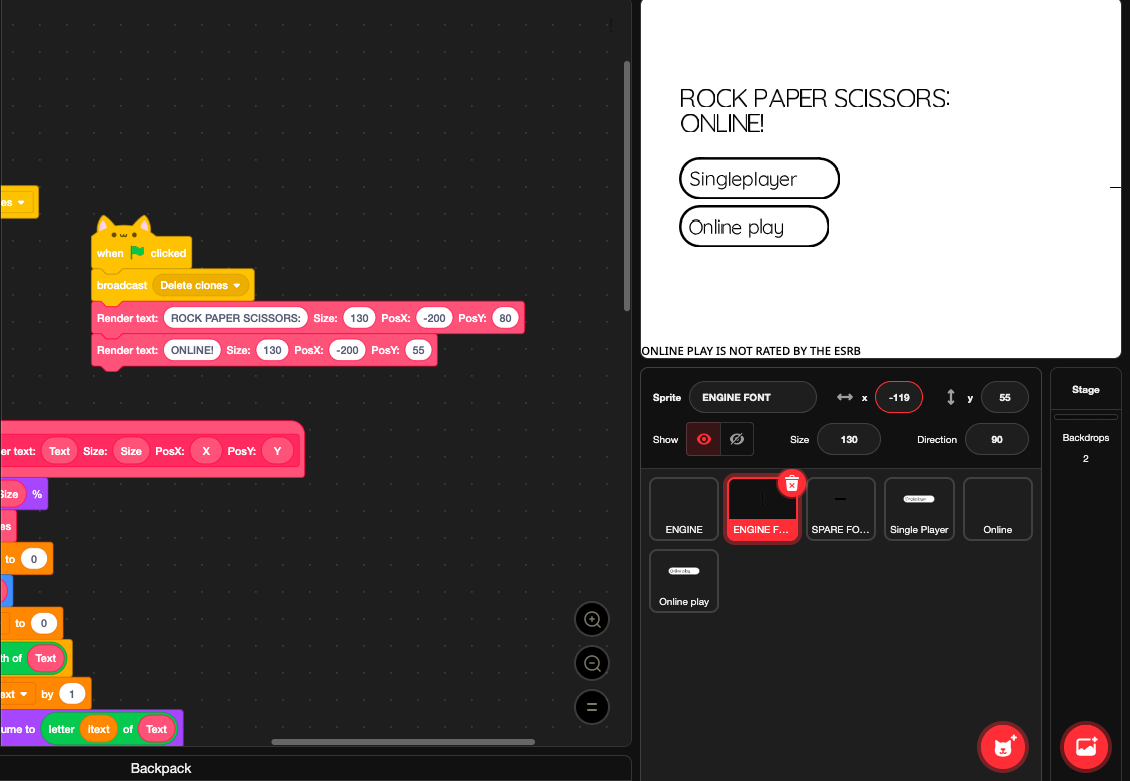 es
when clicked
broadcast Delete clones
Render text: ROCK PAPER SCISSORS: Size: 130 PosX: -200 PosY: 80
Render text: ONLINE! Size: 130 PosX: -200 PosY: 55
er text: Text Size: Size PosX: X PosY: Y
Size %
es
to 0
to 0
th of Text
ext by 1
ume to letter itext of Text
Backpack
ROCK PAPER SCISSORS:
ONLINE!
Singleplayer
Online play
ONLINE PLAY IS NOT RATED BY THE ESRB
Sprite ENGINE FONT x -119 y 55
Show Size 130 Direction 90
ENGINE
ENGINE F...
SPARE FO...
Single Player
Online
Online play
Stage
Backdrops
2